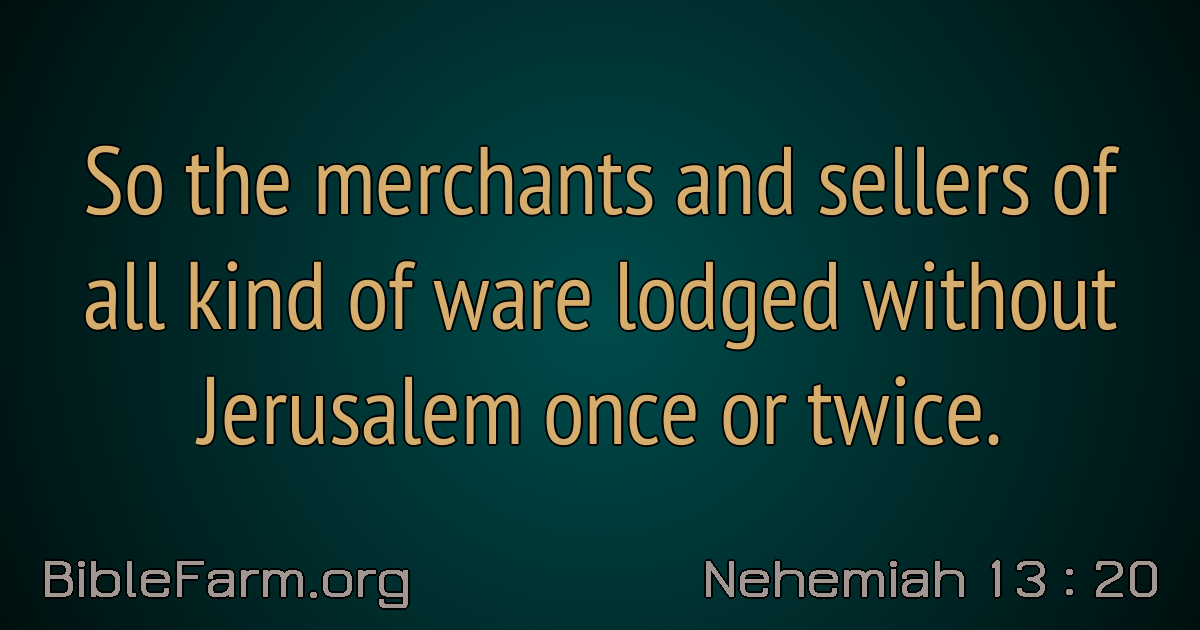 So the merchants and sellers of
all kind of ware lodged without
Jerusalem once or twice.
BibleFarm.org
Nehemiah 13 : 20